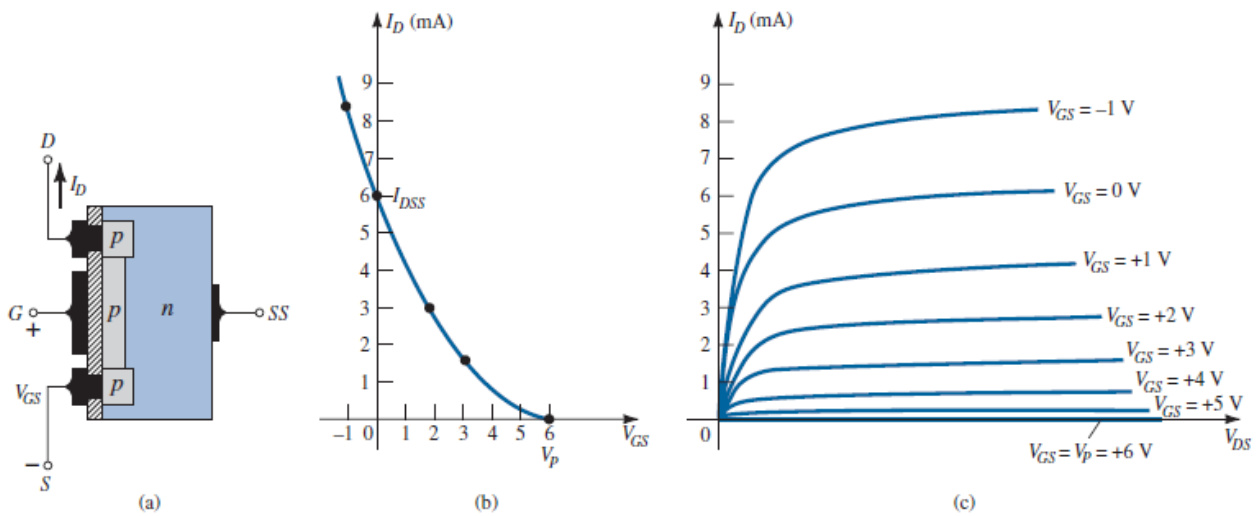 D
I_D
p
G
+
p
n
SS
p
V_GS
–
S
(a)
I_D (mA)
9
8
7
6
I_DSS
5
4
3
2
1
–1 0 1 2 3 4 5 6
V_GS
V_P
(b)
I_D (mA)
9
8
7
6
5
4
3
2
1
0
V_GS = –1 V
V_GS = 0 V
V_GS = +1 V
V_GS = +2 V
V_GS = +3 V
V_GS = +4 V
V_GS = +5 V
V_DS
V_GS = V_P = +6 V
(c)